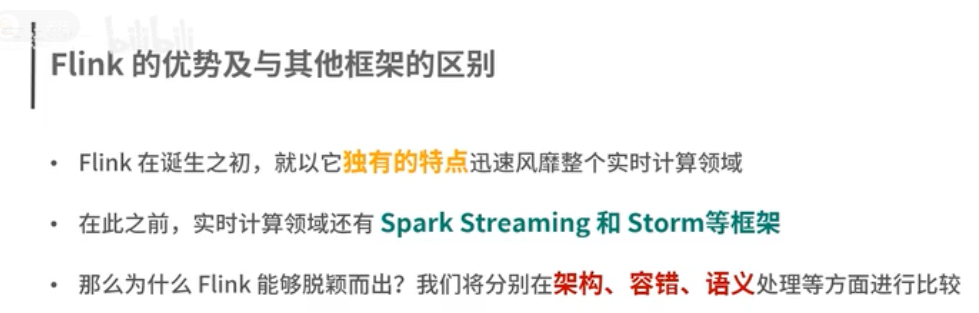 bilibili
Flink 的优势及与其他框架的区别
• Flink 在诞生之初，就以它独有的特点迅速风靡整个实时计算领域
• 在此之前，实时计算领域还有 Spark Streaming 和 Storm等框架
• 那么为什么 Flink 能够脱颖而出？我们将分别在架构、容错、语义处理等方面进行比较